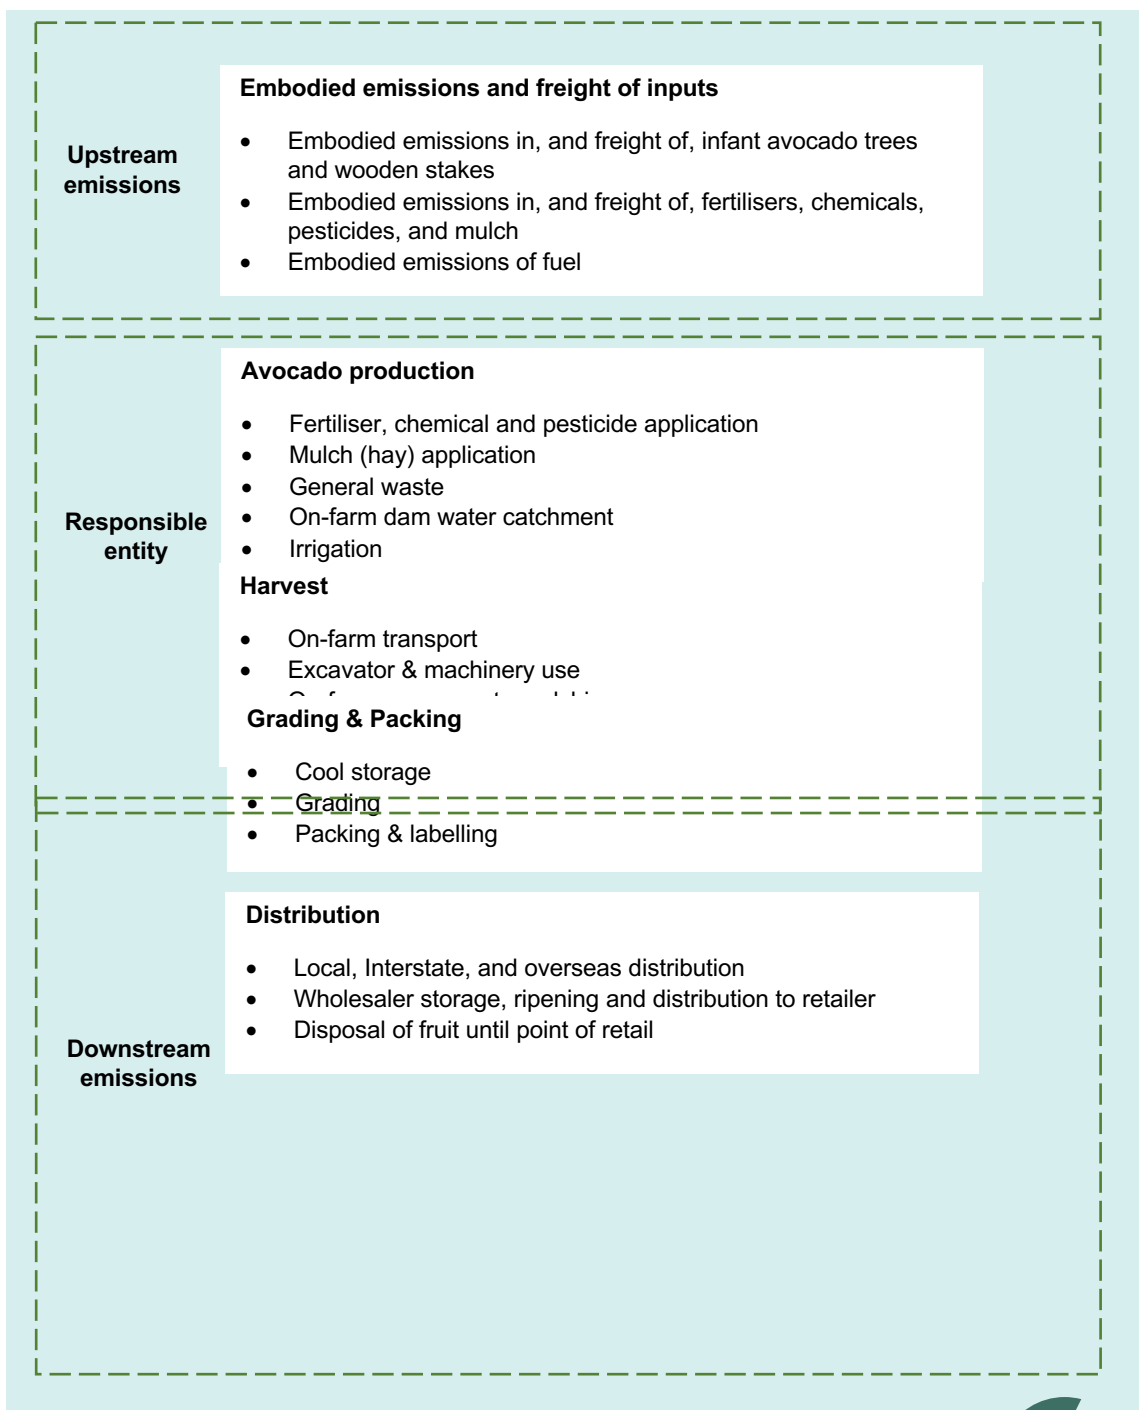 Embodied emissions and freight of inputs
Upstream
emissions
• Embodied emissions in, and freight of, infant avocado trees
and wooden stakes
• Embodied emissions in, and freight of, fertilisers, chemicals,
pesticides, and mulch
• Embodied emissions of fuel
Responsible
entity
Avocado production
• Fertiliser, chemical and pesticide application
• Mulch (hay) application
• General waste
• On-farm dam water catchment
• Irrigation
Harvest
• On-farm transport
• Excavator & machinery use
Grading & Packing
• Cool storage
• Grading
• Packing & labelling
Downstream
emissions
Distribution
• Local, Interstate, and overseas distribution
• Wholesaler storage, ripening and distribution to retailer
• Disposal of fruit until point of retail